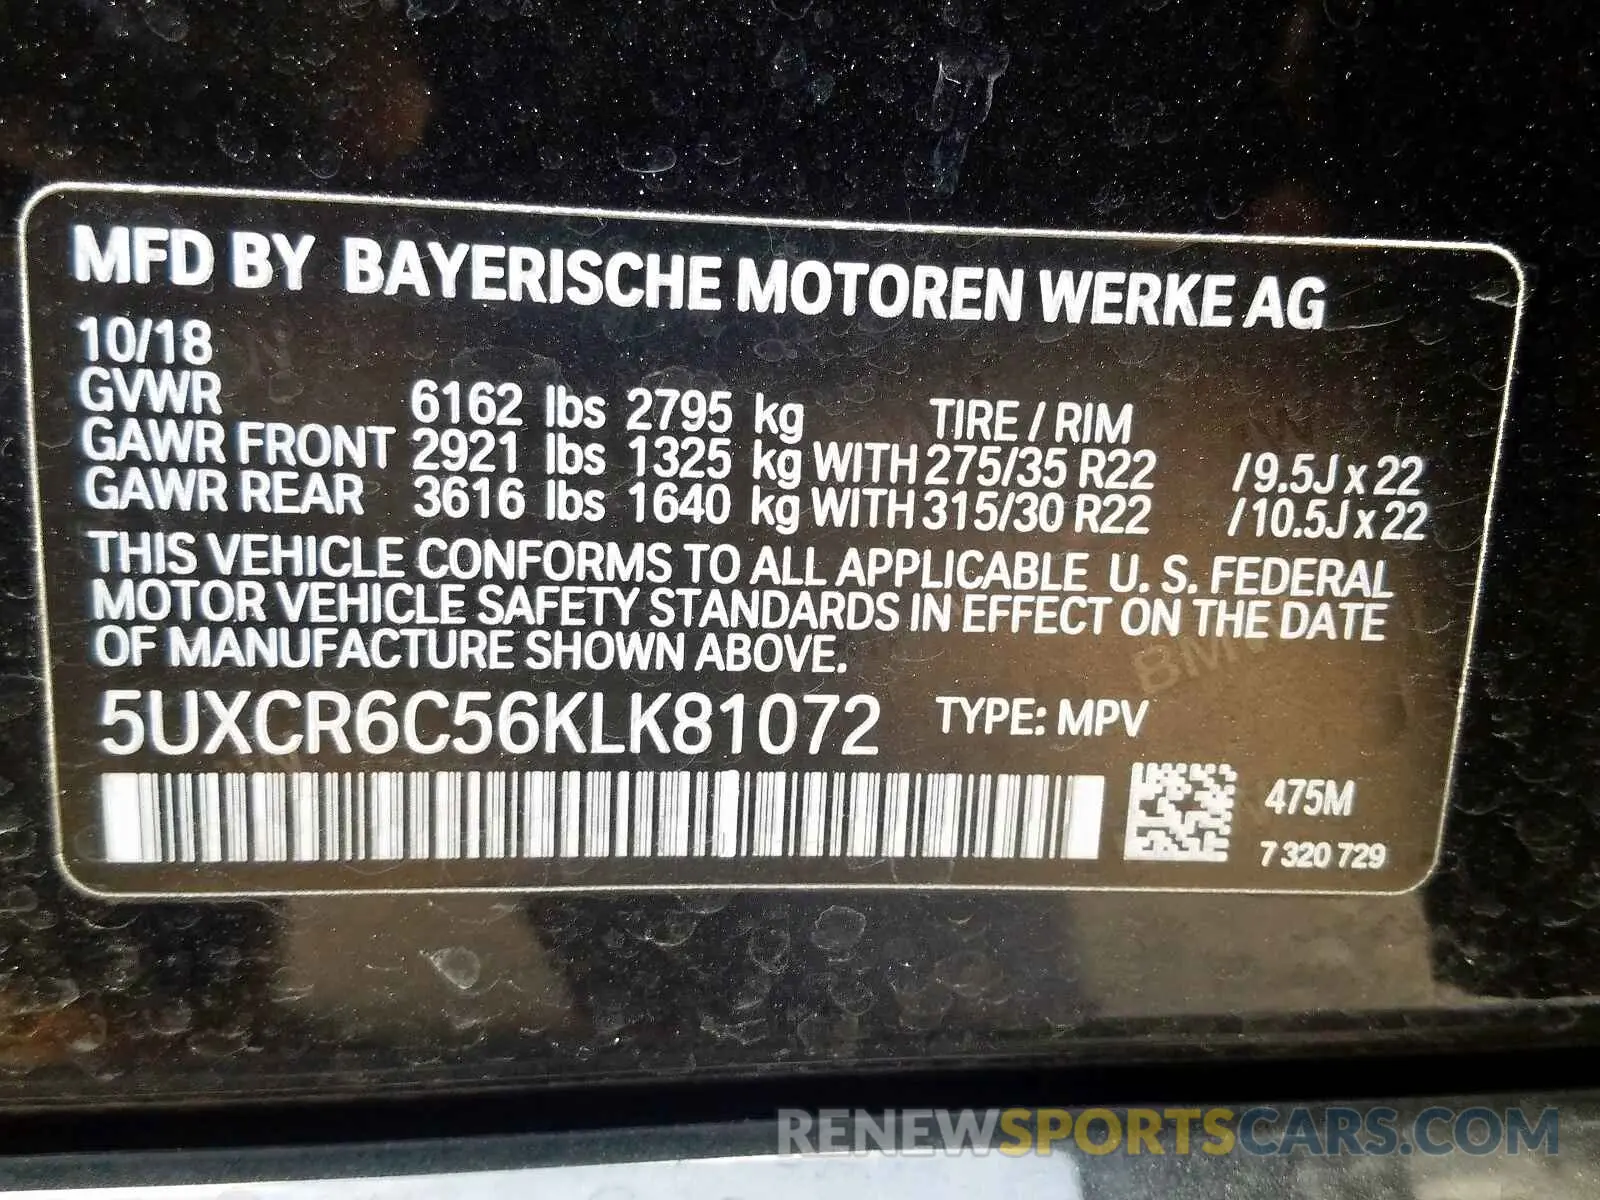 MFD BY BAYERISCHE MOTOREN WERKE AG
10/18
GVWR 6162 lbs 2795 kg TIRE / RIM
GAWR FRONT 2921 lbs 1325 kg WITH 275/35 R22 /9.5J x 22
GAWR REAR 3616 lbs 1640 kg WITH 315/30 R22 /10.5J x 22
THIS VEHICLE CONFORMS TO ALL APPLICABLE U. S. FEDERAL
MOTOR VEHICLE SAFETY STANDARDS IN EFFECT ON THE DATE
OF MANUFACTURE SHOWN ABOVE.
5UXCR6C56KLK81072 TYPE: MPV
475M
7 320 729
BMW
RENEWSPORTSCARS.COM